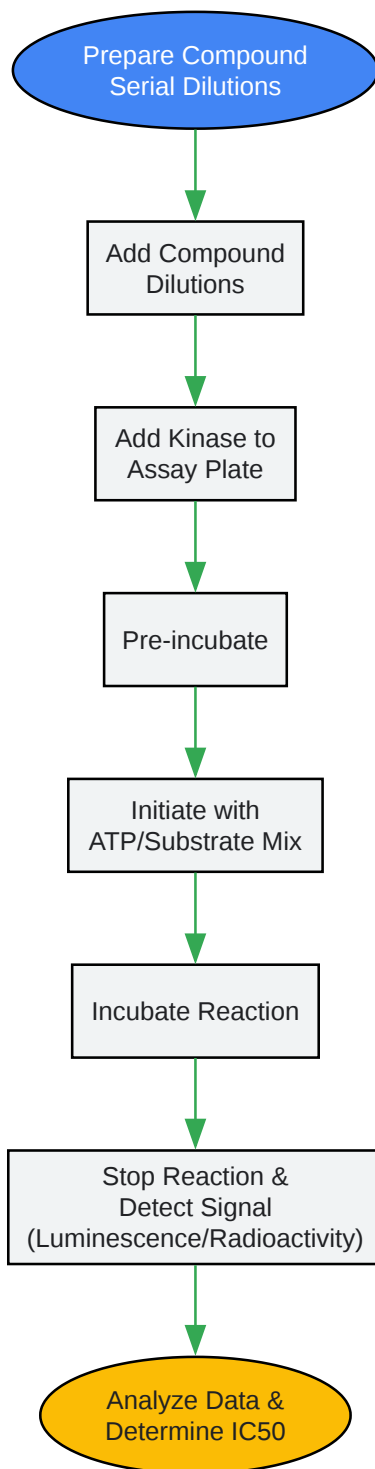 Prepare Compound
Serial Dilutions
Add Compound
Dilutions
Add Kinase to
Assay Plate
Pre-incubate
Initiate with
ATP/Substrate Mix
Incubate Reaction
Stop Reaction &
Detect Signal
(Luminescence/Radioactivity)
Analyze Data &
Determine IC50